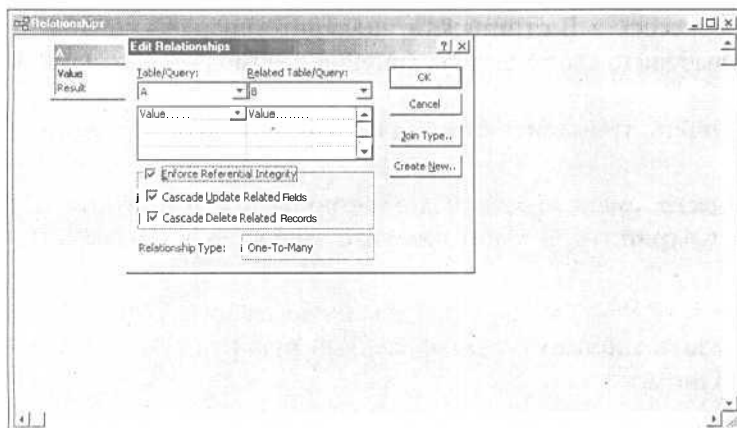 Relationships
A
Value
Result
Edit Relationships
Table/Query:
Related Table/Query:
A
B
Value.....
Value........
Enforce Referential Integrity
Cascade Update Related Fields
Cascade Delete Related Records
Relationship Type:
One-To-Many
OK
Cancel
Join Type..
Create New..